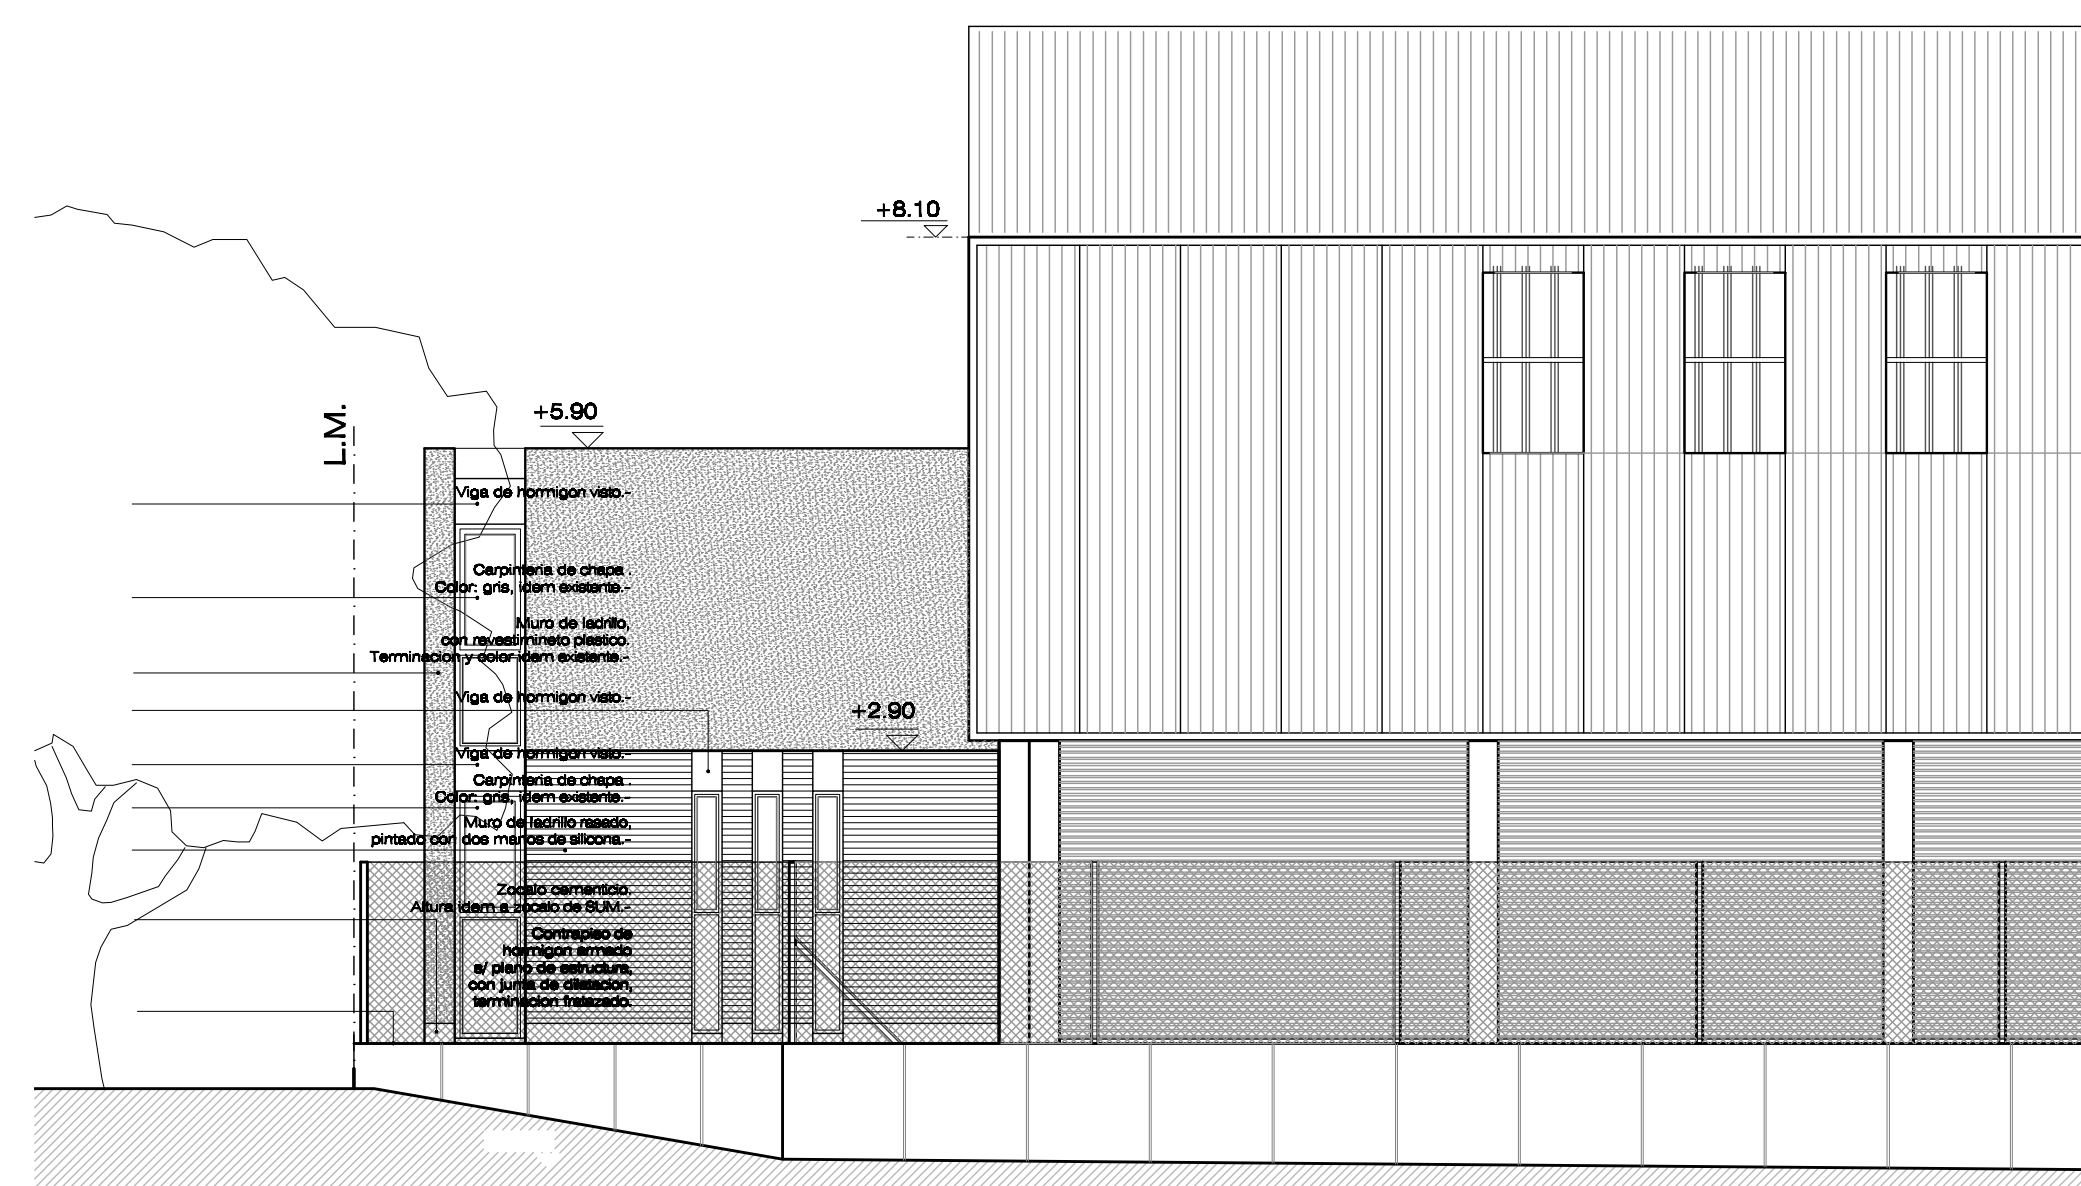 +8.10
+5.90
L.M.
Viga de hormigon visto.-
Carpinteria de chapa .
Color: gris, idem existente.-
Muro de ladrillo,
con revestimineto plastico.
Terminacion y color idem existente.-
Viga de hormigon visto.-
+2.90
Viga de hormigon visto.-
Carpinteria de chapa .
Color: gris, idem existente.-
Muro de ladrillo rasado,
pintado con dos manos de silicona.-
Zocalo cementicio.
Altura idem a zocalo de SUM.-
Contrapiso de
hormigon armado
s/ plano de estructura,
con junta de dilatacion,
terminacion fratazado.